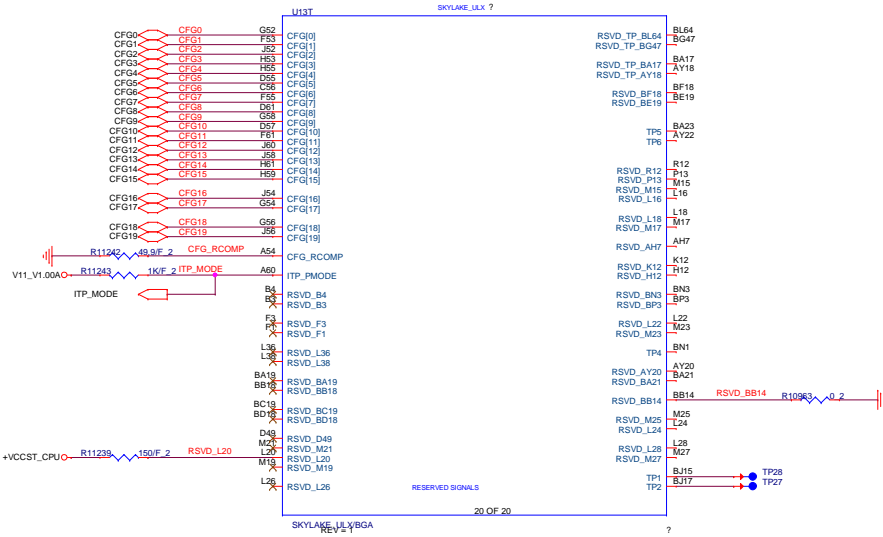 SKYLAKE_ULX ?
U13T
CFG0 CFG0 G52 CFG[0] RSVD_TP_BL64 BL64
CFG1 CFG1 F53 CFG[1] RSVD_TP_BG47 BG47
CFG2 CFG2 J52 CFG[2]
CFG3 CFG3 H53 CFG[3] RSVD_TP_BA17 BA17
CFG4 CFG4 H55 CFG[4] RSVD_TP_AY18 AY18
CFG5 CFG5 D55 CFG[5]
CFG6 CFG6 C56 CFG[6] RSVD_BF18 BF18
CFG7 CFG7 F55 CFG[7] RSVD_BE19 BE19
CFG8 CFG8 D61 CFG[8]
CFG9 CFG9 G58 CFG[9]
CFG10 CFG10 D57 CFG[10] TP5 BA23
CFG11 CFG11 F61 CFG[11] TP6 AY22
CFG12 CFG12 J60 CFG[12]
CFG13 CFG13 J58 CFG[13]
CFG14 CFG14 H61 CFG[14] RSVD_R12 R12
CFG15 CFG15 H59 CFG[15] RSVD_P13 P13
RSVD_M15 M15
CFG16 CFG16 J54 CFG[16] RSVD_L16 L16
CFG17 CFG17 G54 CFG[17]
RSVD_L18 L18
CFG18 CFG18 G56 CFG[18] RSVD_M17 M17
CFG19 CFG19 J56 CFG[19]
RSVD_AH7 AH7
R11242 49.9/F_2 CFG_RCOMP A54 CFG_RCOMP
RSVD_K12 K12
V11_V1.00A R11243 1K/F_2 ITP_MODE A60 ITP_PMODE RSVD_H12 H12
ITP_MODE B4 RSVD_B4 RSVD_BN3 BN3
B3 RSVD_B3 RSVD_BP3 BP3
F3 RSVD_F3 RSVD_L22 L22
F1 RSVD_F1 RSVD_M23 M23
L36 RSVD_L36 TP4 BN1
L38 RSVD_L38
RSVD_AY20 AY20
BA19 RSVD_BA19 RSVD_BA21 BA21
BB18 RSVD_BB18
RSVD_BB14 BB14 RSVD_BB14 R10963 0_2
BC19 RSVD_BC19
BD18 RSVD_BD18 RSVD_M25 M25
RSVD_L24 L24
D49 RSVD_D49
M21 RSVD_M21 RSVD_L28 L28
+VCCST_CPU R11239 150/F_2 RSVD_L20 L20 RSVD_L20 RSVD_M27 M27
M19 RSVD_M19
TP1 BJ15 TP28
L26 RSVD_L26 RESERVED SIGNALS TP2 BJ17 TP27
20 OF 20
SKYLAKE_ULX/BGA
REV = 1 ?